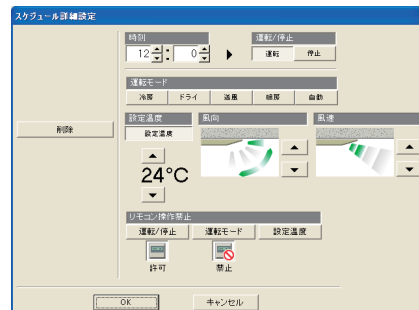 スケジュール詳細設定
時刻
運転/停止
12 : 0
運転 停止
運転モード
冷房 ドライ 送風 暖房 自動
削除
設定温度 風向 風速
設定温度
24°C
リモコン操作禁止
運転/停止 運転モード 設定温度
許可 禁止
OK キャンセル